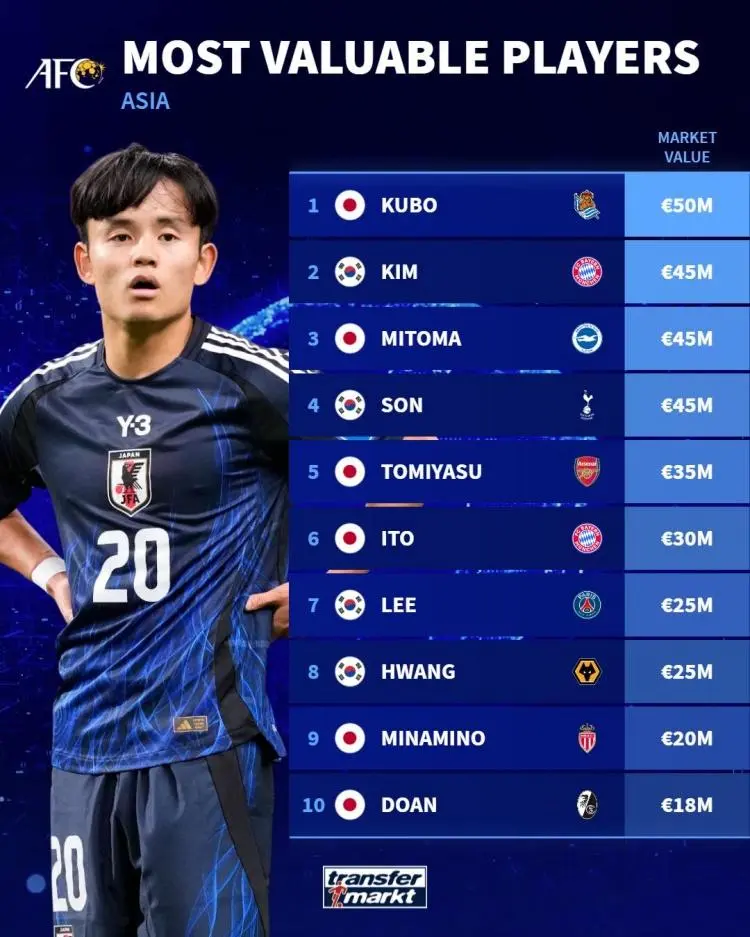 AFC
MOST VALUABLE PLAYERS
ASIA
MARKET
VALUE
1 KUBO €50M
2 KIM €45M
3 MITOMA €45M
4 SON €45M
5 TOMIYASU €35M
6 ITO €30M
7 LEE €25M
8 HWANG €25M
9 MINAMINO €20M
10 DOAN €18M
Y-3
JAPAN
JFA
20
20
transfer
markt